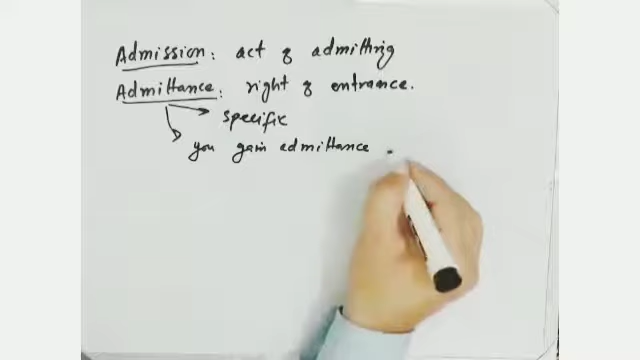 Admission: act of admitting
Admittance: right of entrance.
specific
you gain admittance